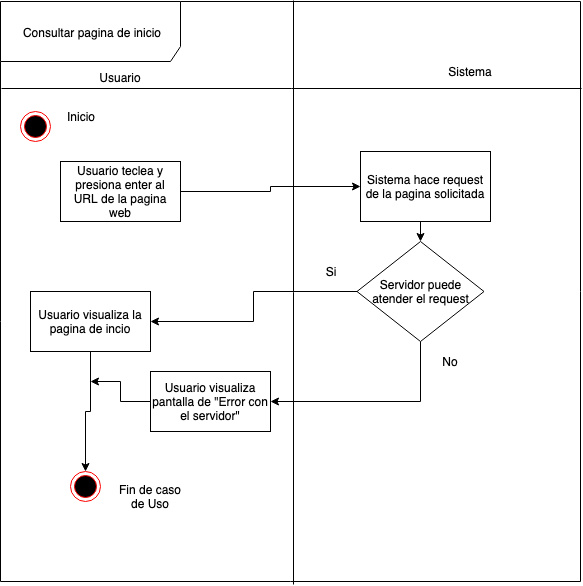 Consultar pagina de inicio
Usuario
Sistema
Inicio
Usuario teclea y
presiona enter al
URL de la pagina
web
Sistema hace request
de la pagina solicitada
Si
Servidor puede
atender el request
Usuario visualiza la
pagina de incio
No
Usuario visualiza
pantalla de "Error con
el servidor"
Fin de caso
de Uso